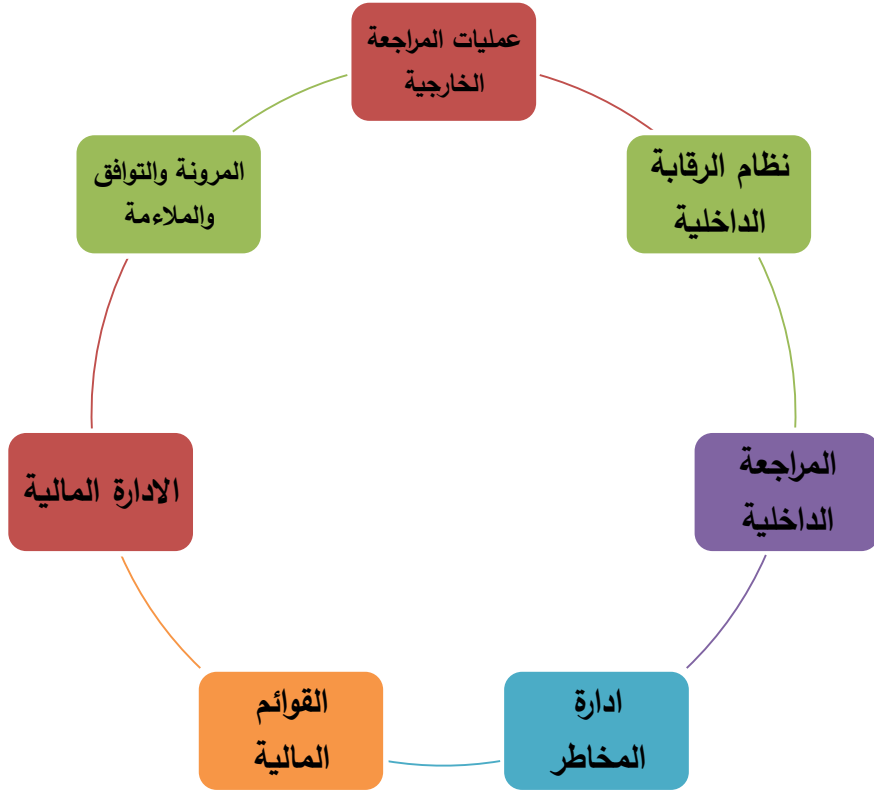 عمليات المراجعة
الخارجية
نظام الرقابة
الداخلية
المراجعة
الداخلية
ادارة
المخاطر
القوائم
المالية
الادارة المالية
المرونة والتوافق
والملاءمة